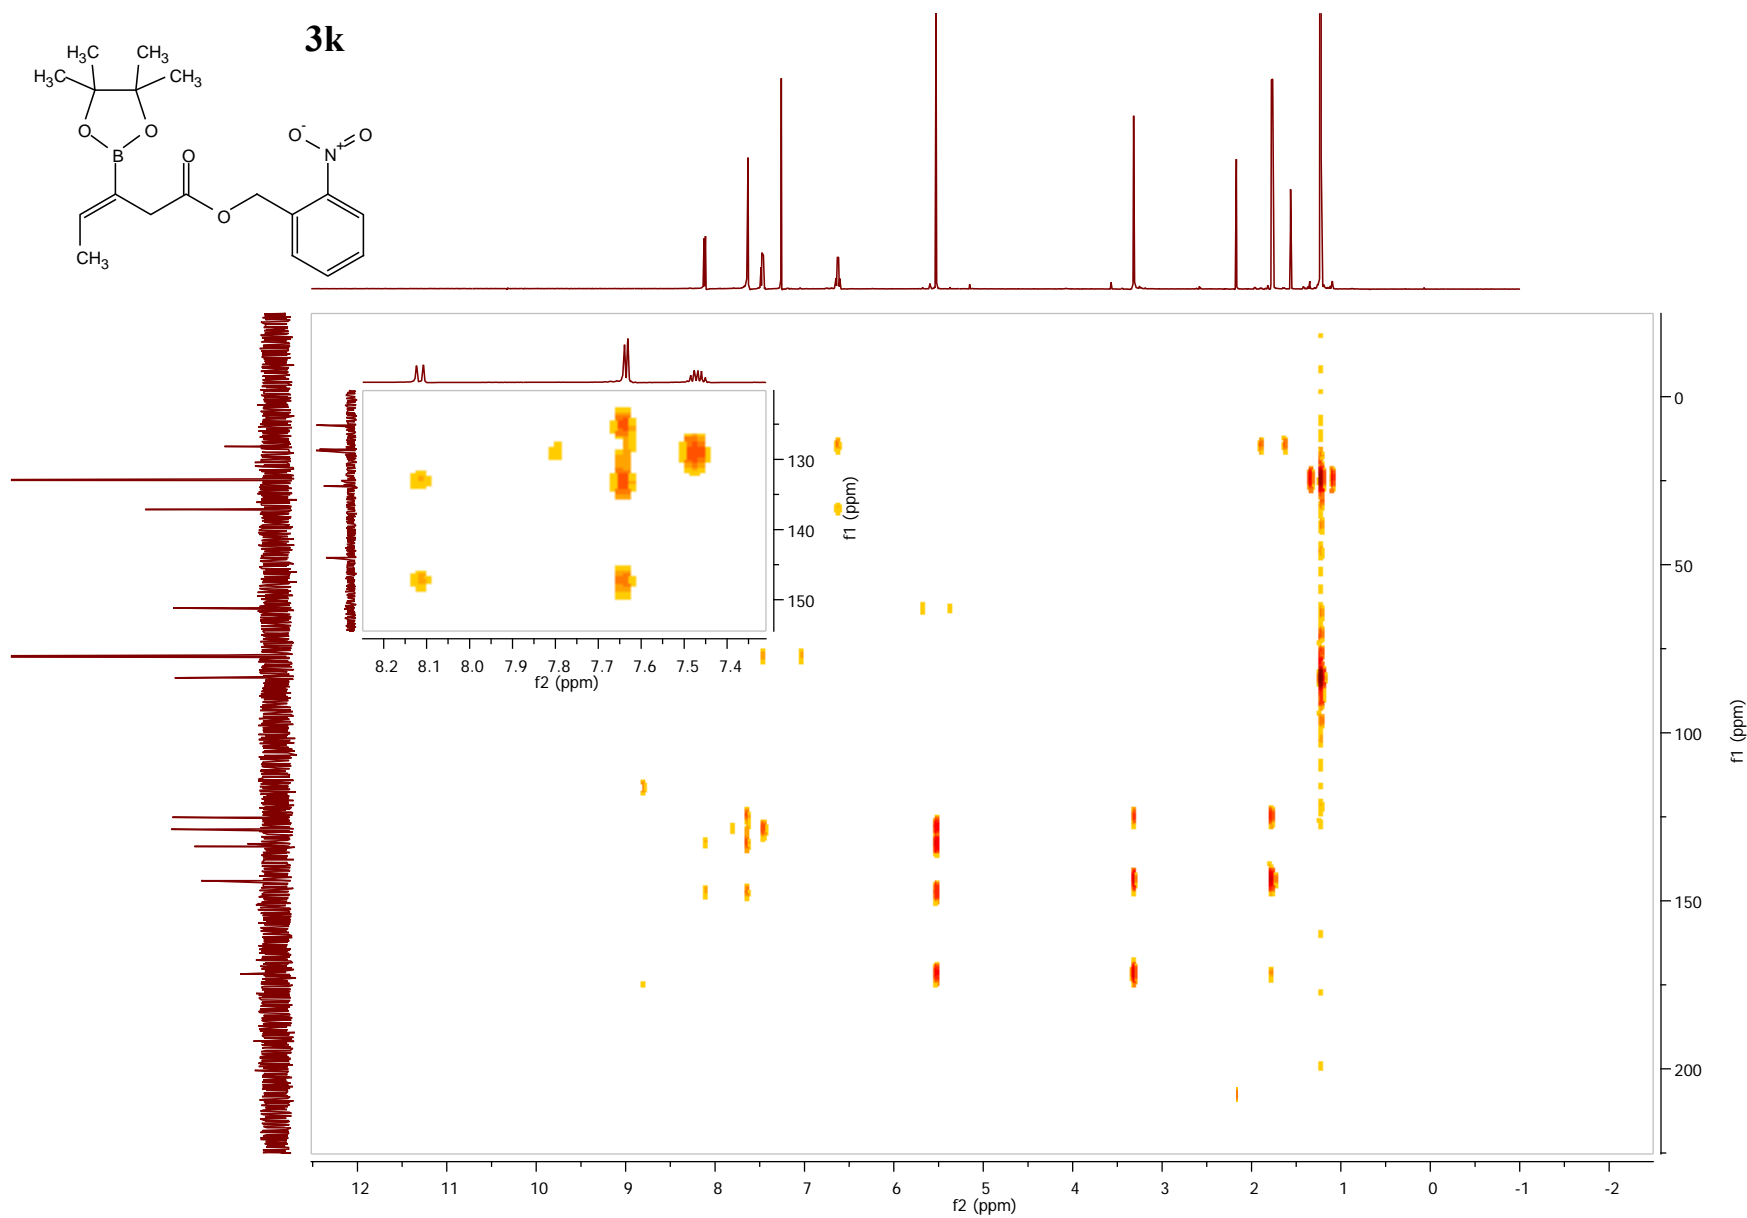 3k
H3C CH3
H3C CH3
O O
B
O
O
O- N+ O
CH3
130
140
150
f1 (ppm)
8.2 8.1 8.0 7.9 7.8 7.7 7.6 7.5 7.4
f2 (ppm)
0
50
100
150
200
f1 (ppm)
12 11 10 9 8 7 6 5 4 3 2 1 0 -1 -2
f2 (ppm)